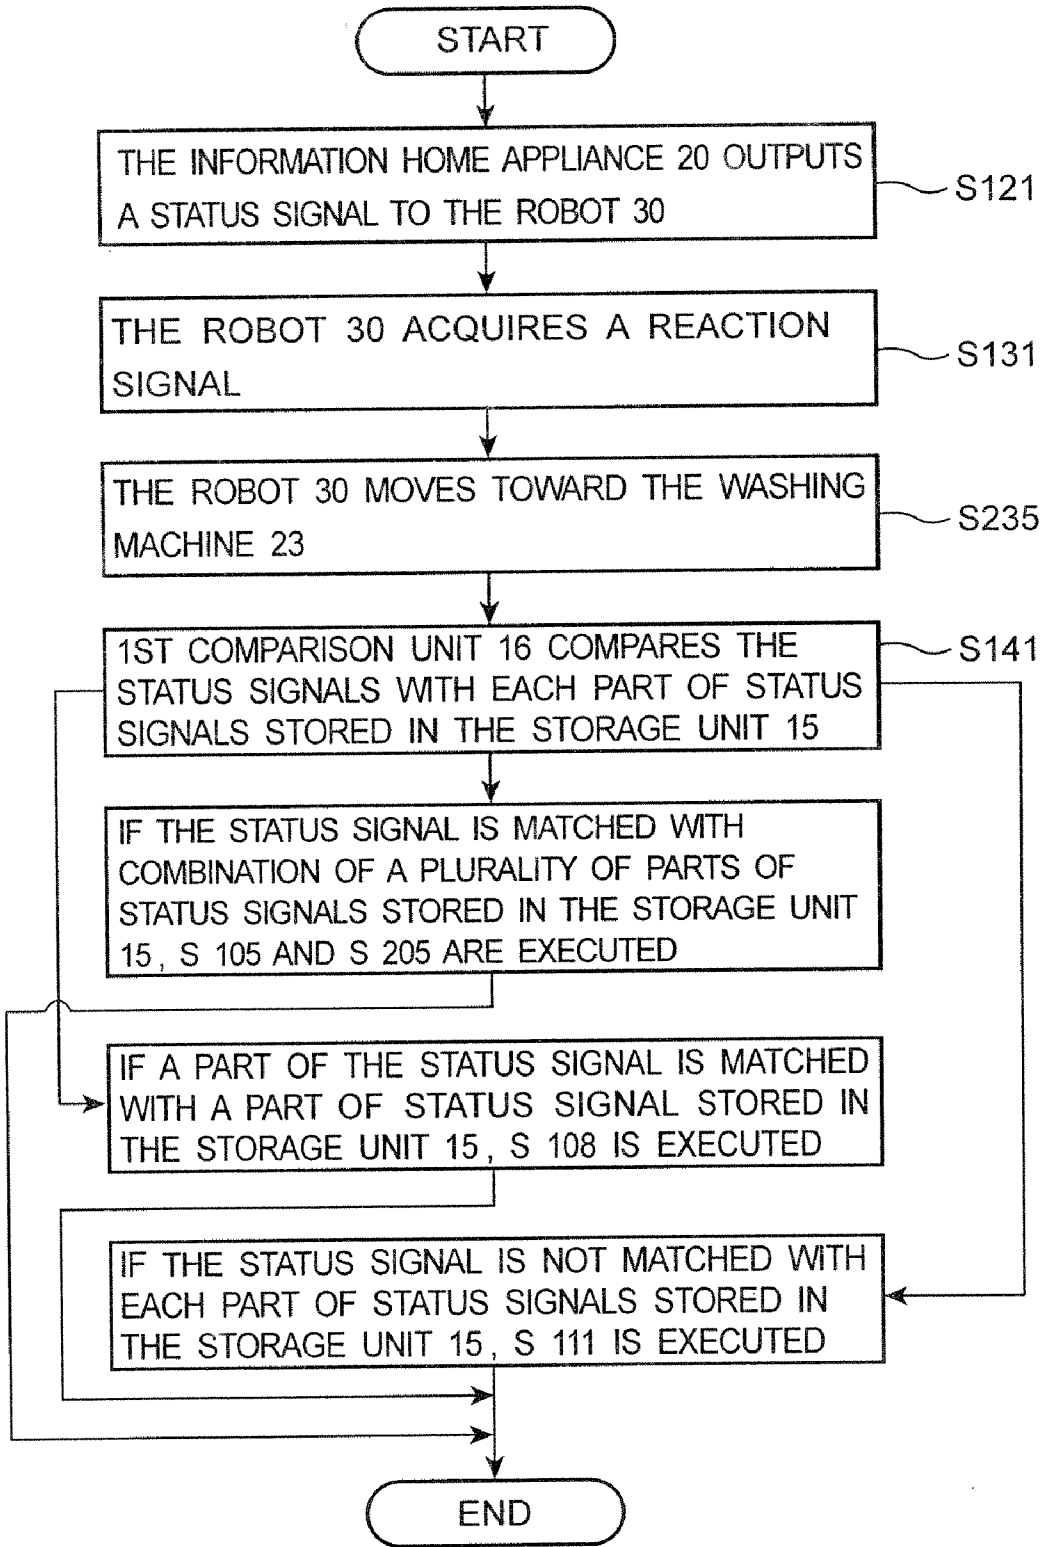 START
THE INFORMATION HOME APPLIANCE 20 OUTPUTS
A STATUS SIGNAL TO THE ROBOT 30
S121
THE ROBOT 30 ACQUIRES A REACTION
SIGNAL
S131
THE ROBOT 30 MOVES TOWARD THE WASHING
MACHINE 23
S235
1ST COMPARISON UNIT 16 COMPARES THE
STATUS SIGNALS WITH EACH PART OF STATUS
SIGNALS STORED IN THE STORAGE UNIT 15
S141
IF THE STATUS SIGNAL IS MATCHED WITH
COMBINATION OF A PLURALITY OF PARTS OF
STATUS SIGNALS STORED IN THE STORAGE UNIT
15, S 105 AND S 205 ARE EXECUTED
IF A PART OF THE STATUS SIGNAL IS MATCHED
WITH A PART OF STATUS SIGNAL STORED IN
THE STORAGE UNIT 15, S 108 IS EXECUTED
IF THE STATUS SIGNAL IS NOT MATCHED WITH
EACH PART OF STATUS SIGNALS STORED IN
THE STORAGE UNIT 15, S 111 IS EXECUTED
END